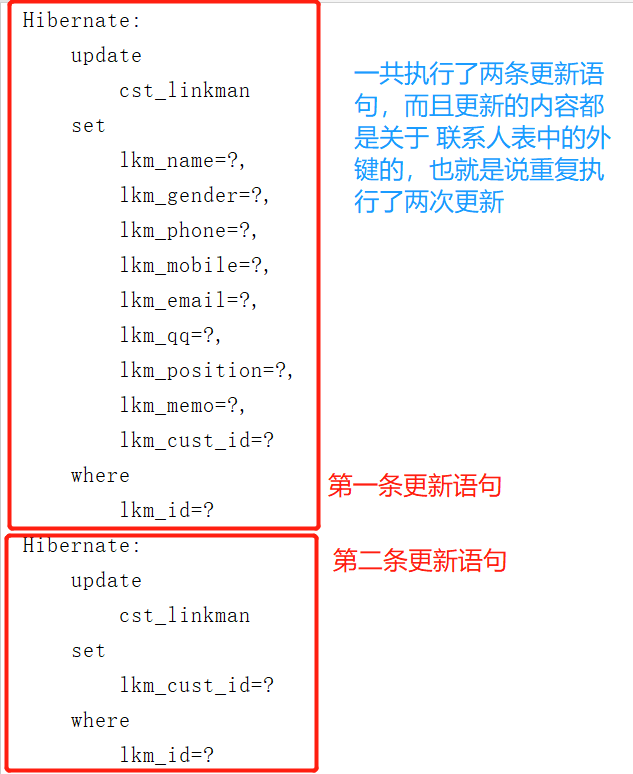 Hibernate:
update
cst_linkman
set
lkm_name=?,
lkm_gender=?,
lkm_phone=?,
lkm_mobile=?,
lkm_email=?,
lkm_qq=?,
lkm_position=?,
lkm_memo=?,
lkm_cust_id=?
where
lkm_id=?
一共执行了两条更新语
句，而且更新的内容都
是关于 联系人表中的外
键的，也就是说重复执
行了两次更新
第一条更新语句
Hibernate:
update
cst_linkman
set
lkm_cust_id=?
where
lkm_id=?
第二条更新语句